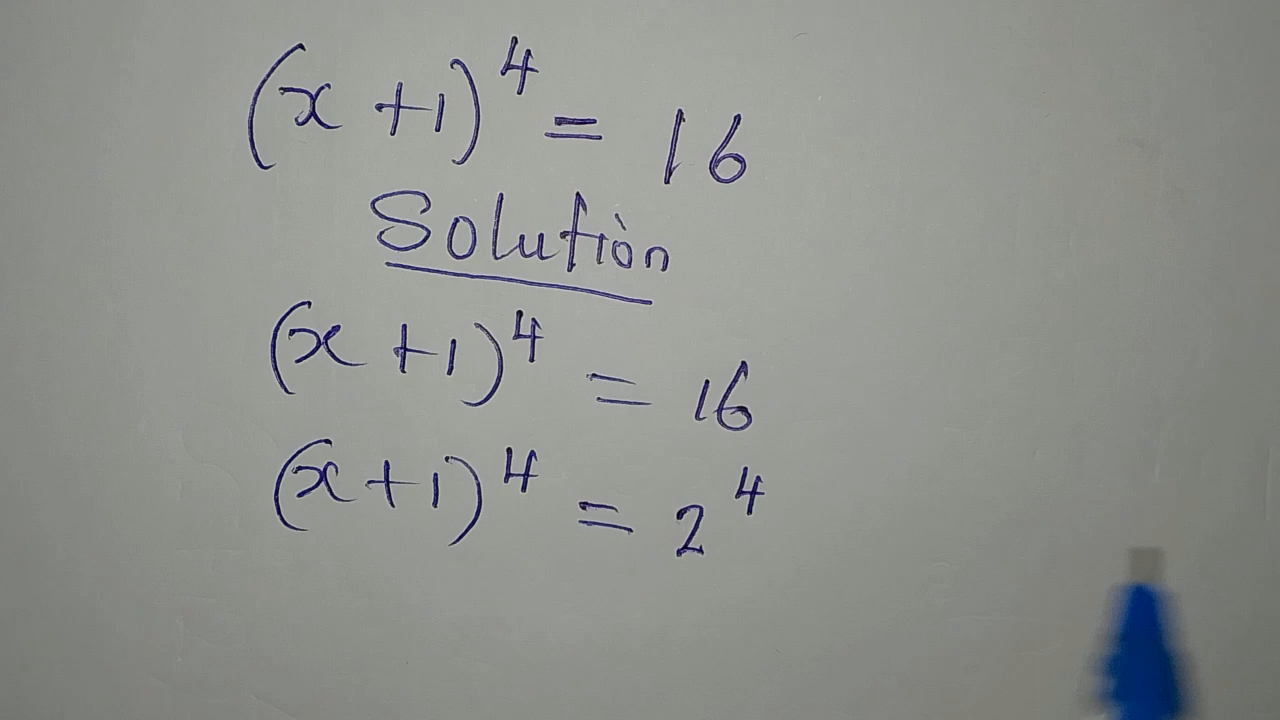 (x+1)^4 = 16
Solution
(x+1)^4 = 16
(x+1)^4 = 2^4